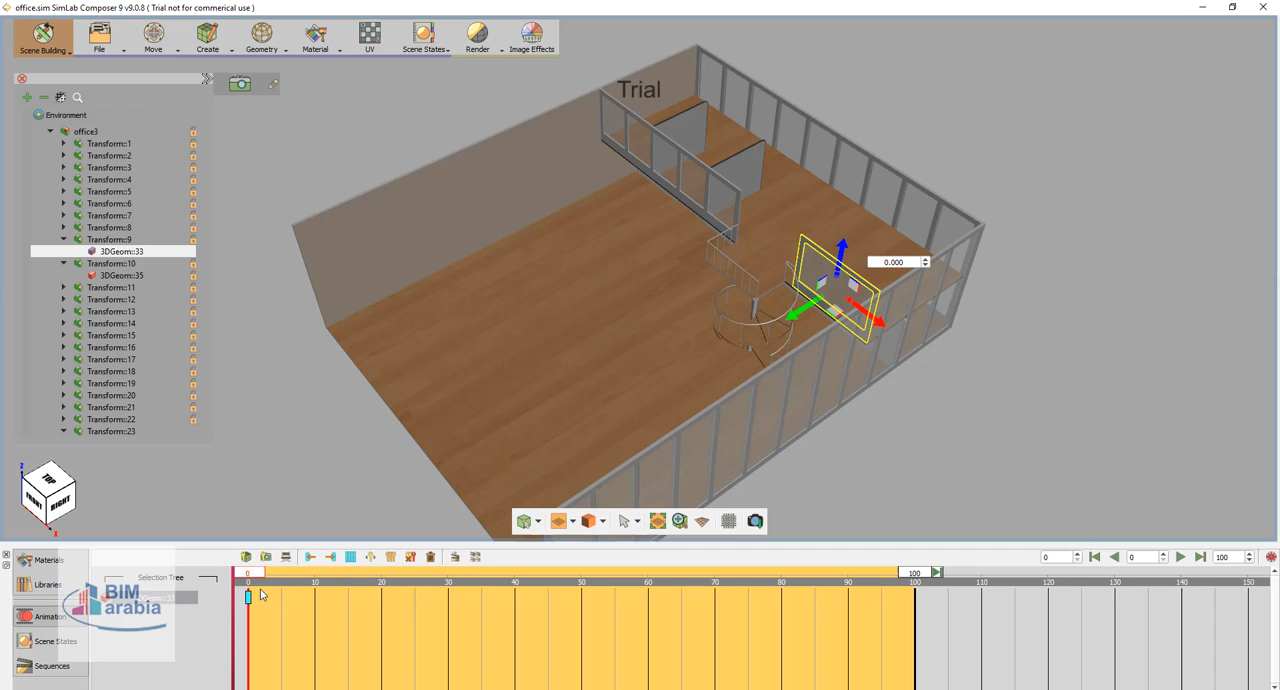 office.sim SimLab Composer 9 v9.0.8 ( Trial not for commerical use )
Scene Building
File
Move
Create
Geometry
Material
UV
Scene States
Render
Image Effects
Trial
Environment
office3
Transform::1
Transform::2
Transform::3
Transform::4
Transform::5
Transform::6
Transform::7
Transform::8
Transform::9
3DGeom::33
Transform::10
3DGeom::35
Transform::11
Transform::12
Transform::13
Transform::14
Transform::15
Transform::16
Transform::17
Transform::18
Transform::19
Transform::20
Transform::21
Transform::22
Transform::23
0.000
Z
TOP
FRONT
RIGHT
X
Materials
Libraries
Animation
Scene States
Sequences
Selection Tree
BIM
arabia
0
0
100
0
100
0 10 20 30 40 50 60 70 80 90 100 110 120 130 140 150